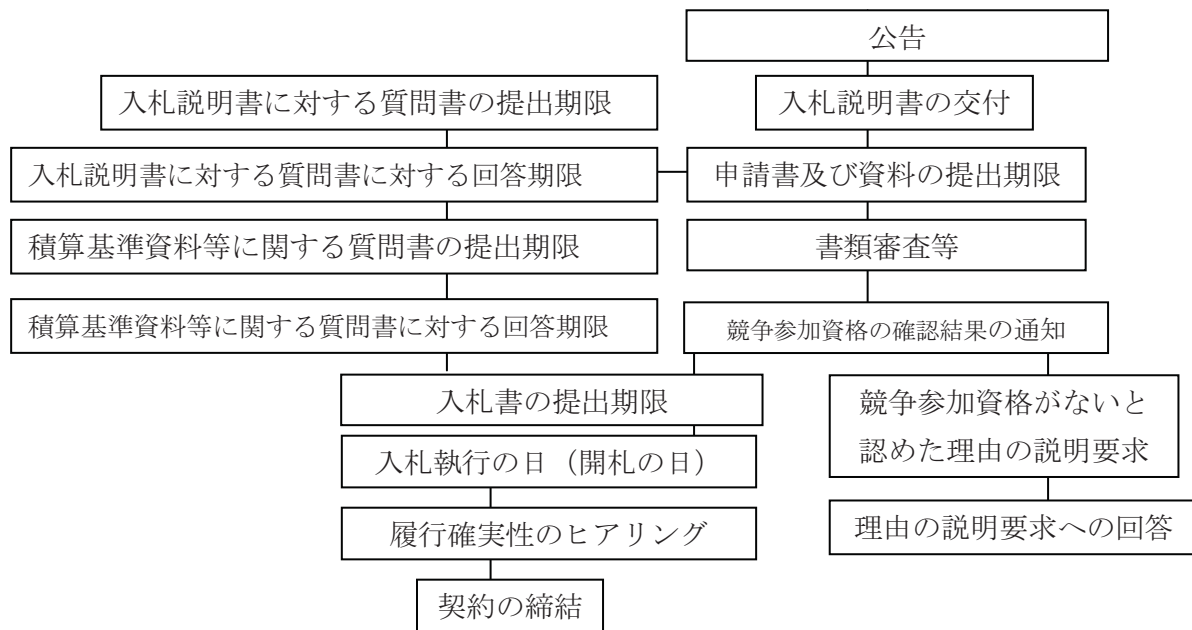 公告
入札説明書に対する質問書の提出期限
入札説明書の交付
入札説明書に対する質問書に対する回答期限
申請書及び資料の提出期限
積算基準資料等に関する質問書の提出期限
書類審査等
積算基準資料等に関する質問書に対する回答期限
競争参加資格の確認結果の通知
入札書の提出期限
競争参加資格がないと
認めた理由の説明要求
入札執行の日（開札の日）
履行確実性のヒアリング
理由の説明要求への回答
契約の締結